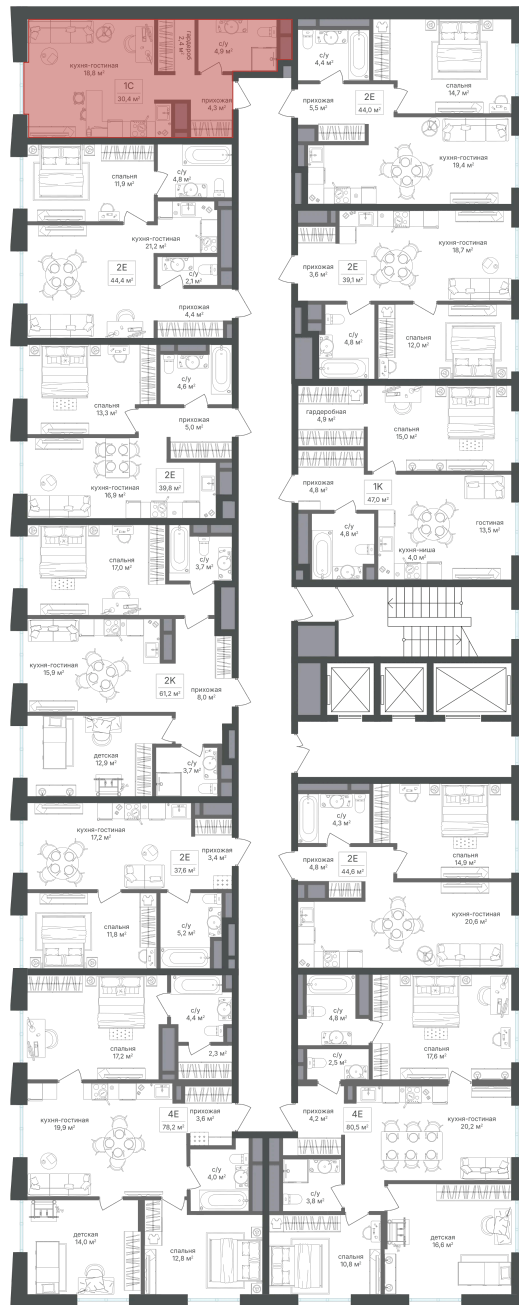 кухня-гостиная
18,8 м²
1С
30,4 м²
гардероб
2,4 м²
с/у
4,9 м²
прихожая
4,3 м²
с/у
4,4 м²
прихожая
5,5 м²
2Е
44,0 м²
спальня
14,7 м²
кухня-гостиная
19,4 м²
спальня
11,9 м²
с/у
4,8 м²
кухня-гостиная
21,2 м²
2Е
44,4 м²
с/у
2,1 м²
прихожая
4,4 м²
прихожая
3,6 м²
2Е
39,1 м²
кухня-гостиная
18,7 м²
с/у
4,8 м²
спальня
12,0 м²
спальня
13,3 м²
с/у
4,6 м²
прихожая
5,0 м²
кухня-гостиная
16,9 м²
2Е
39,8 м²
гардеробная
4,9 м²
спальня
15,0 м²
прихожая
4,8 м²
1К
47,0 м²
с/у
4,8 м²
кухня-ниша
4,0 м²
гостиная
13,5 м²
спальня
17,0 м²
с/у
3,7 м²
кухня-гостиная
15,9 м²
2К
61,2 м²
прихожая
8,0 м²
детская
12,9 м²
с/у
3,7 м²
кухня-гостиная
17,2 м²
2Е
37,6 м²
прихожая
3,4 м²
спальня
11,8 м²
с/у
5,2 м²
с/у
4,3 м²
прихожая
4,8 м²
2Е
44,6 м²
спальня
14,9 м²
кухня-гостиная
20,6 м²
спальня
17,2 м²
с/у
4,4 м²
2,3 м²
кухня-гостиная
19,9 м²
4Е
78,2 м²
прихожая
3,6 м²
с/у
4,0 м²
детская
14,0 м²
спальня
12,8 м²
с/у
4,8 м²
с/у
2,5 м²
спальня
17,6 м²
прихожая
4,2 м²
4Е
80,5 м²
кухня-гостиная
20,2 м²
с/у
3,8 м²
спальня
10,8 м²
детская
16,6 м²